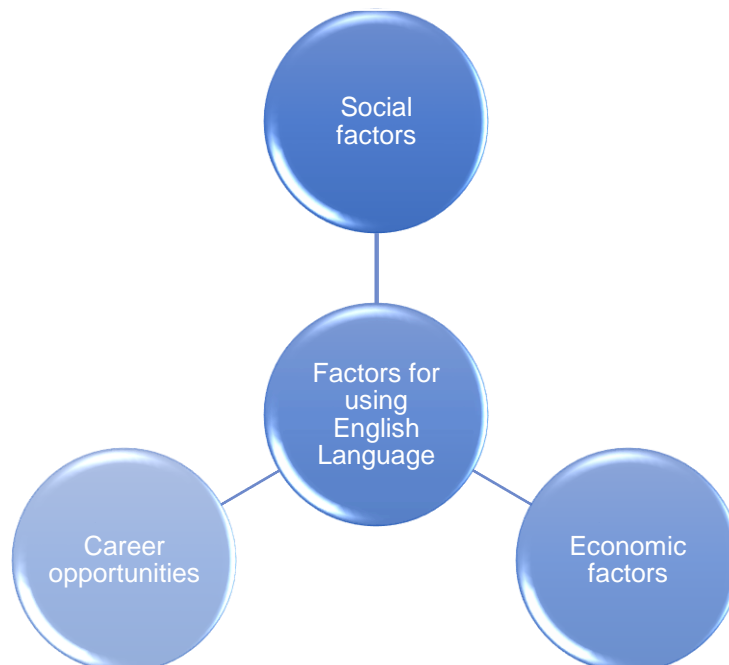 Social
factors
Factors for
using
English
Language
Career
opportunities
Economic
factors